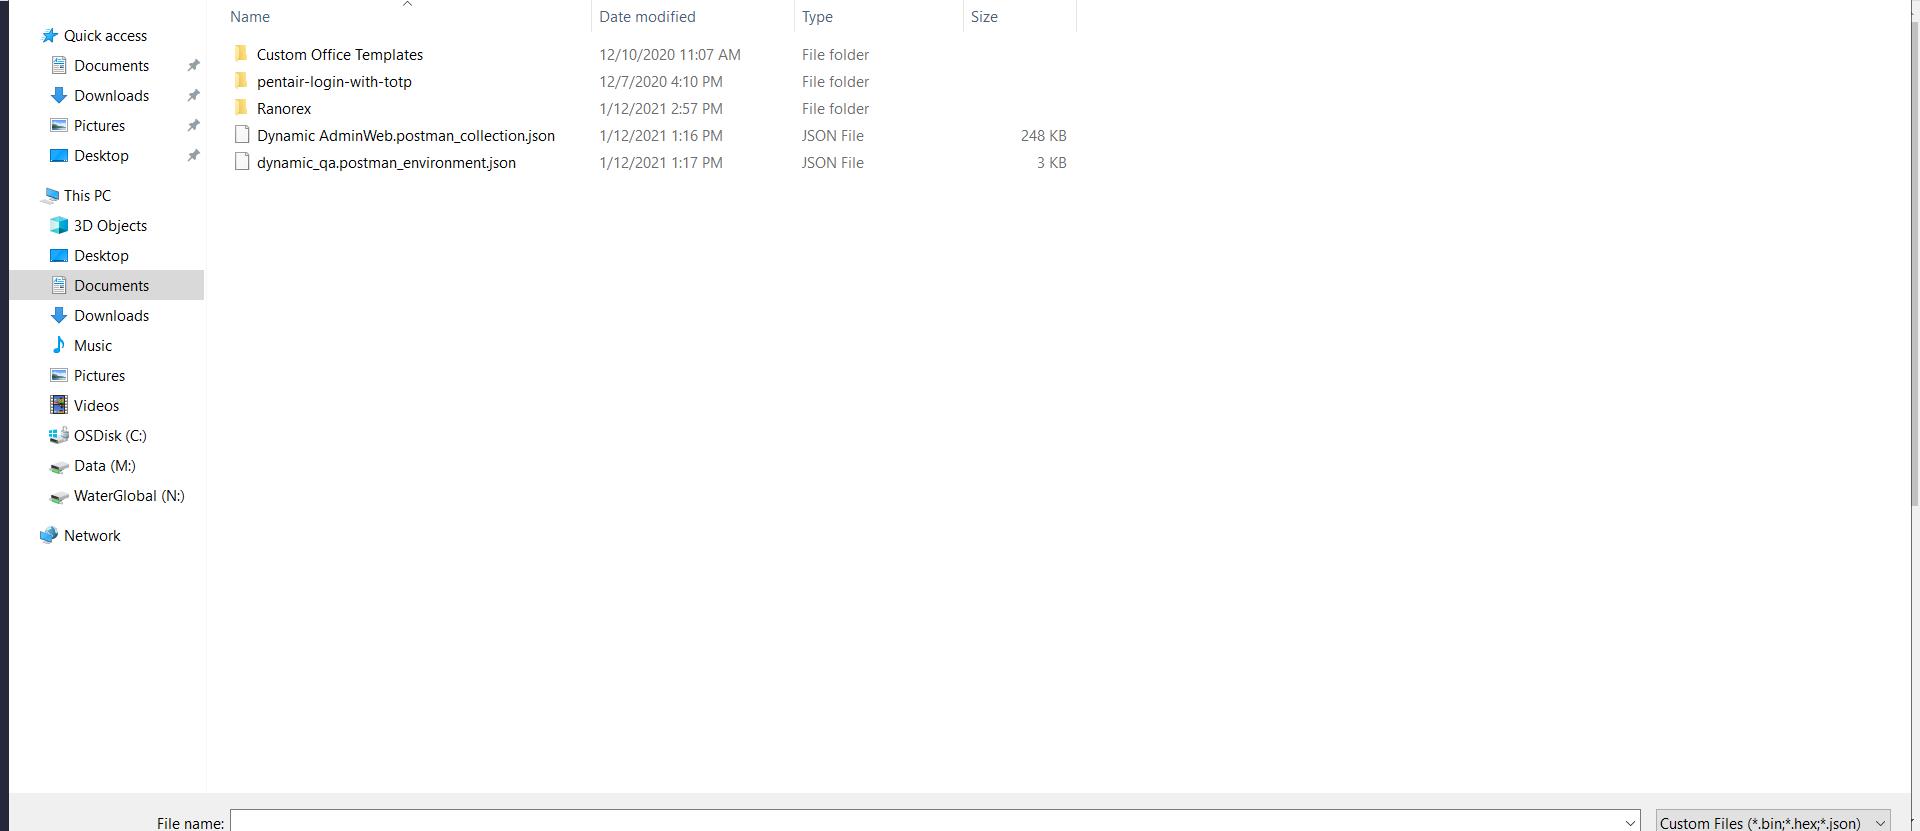 Name Date modified Type Size
Quick access
Documents
Downloads
Pictures
Desktop
This PC
3D Objects
Desktop
Documents
Downloads
Music
Pictures
Videos
OSDisk (C:)
Data (M:)
WaterGlobal (N:)
Network
Custom Office Templates 12/10/2020 11:07 AM File folder
pentair-login-with-totp 12/7/2020 4:10 PM File folder
Ranorex 1/12/2021 2:57 PM File folder
Dynamic AdminWeb.postman_collection.json 1/12/2021 1:16 PM JSON File 248 KB
dynamic_qa.postman_environment.json 1/12/2021 1:17 PM JSON File 3 KB
File name: Custom Files (*.bin;*.hex;*.json)